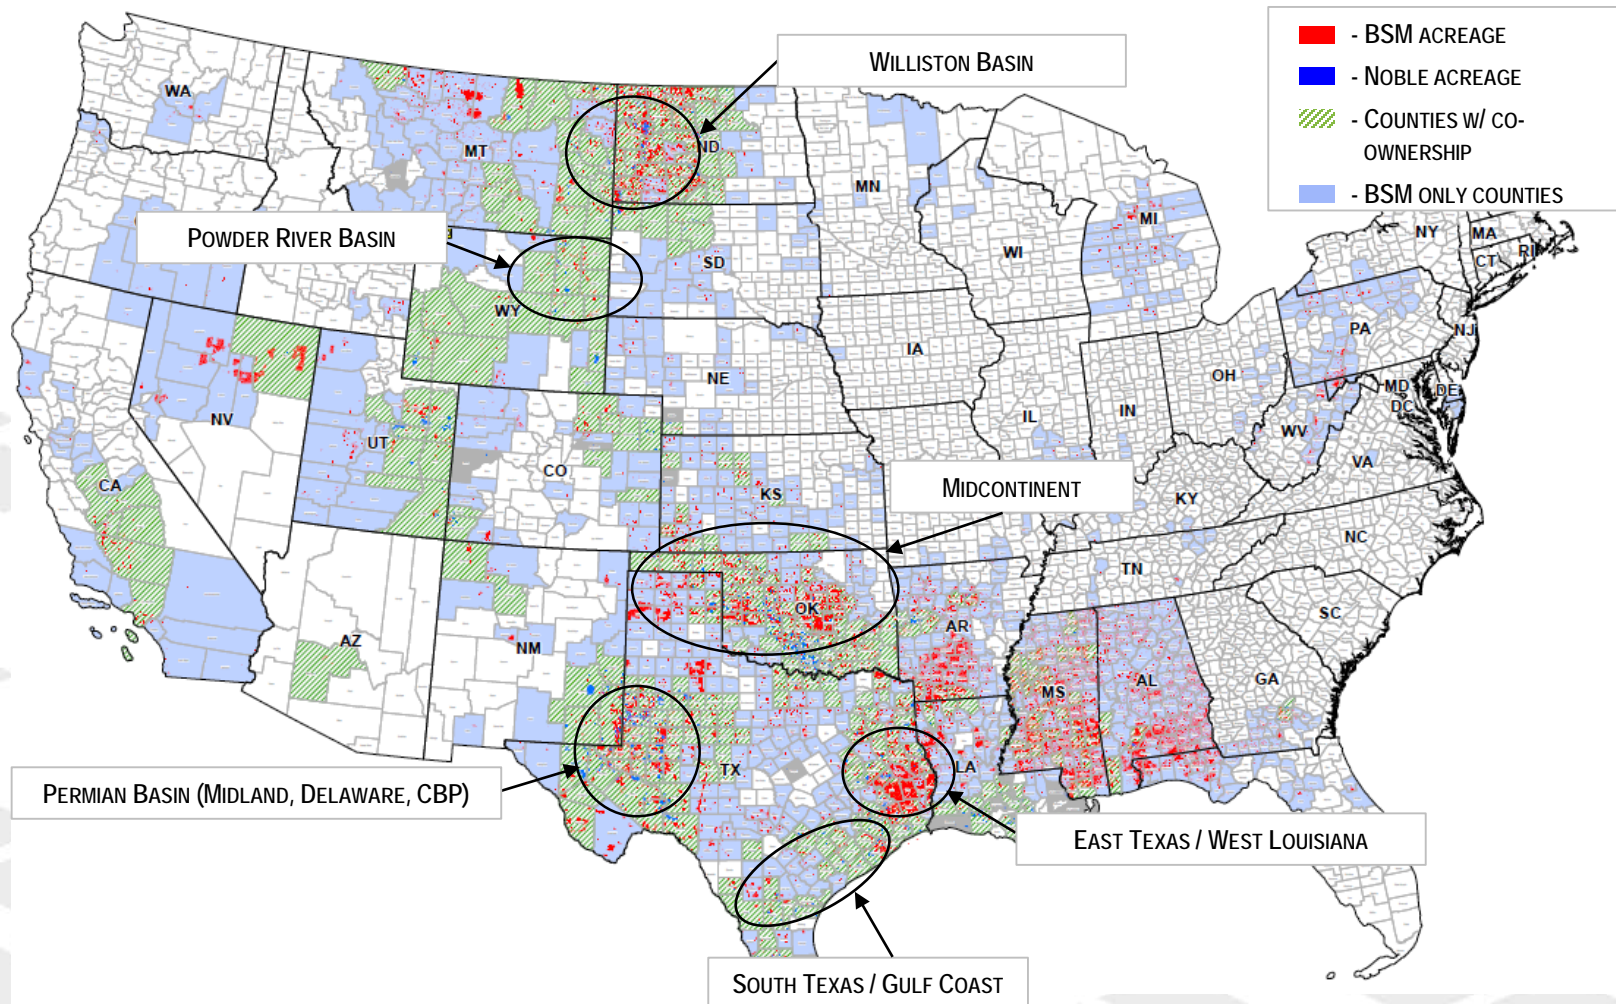 - BSM ACREAGE
- NOBLE ACREAGE
- COUNTIES W/ CO-
OWNERSHIP
- BSM ONLY COUNTIES
WILLISTON BASIN
POWDER RIVER BASIN
MIDCONTINENT
PERMIAN BASIN (MIDLAND, DELAWARE, CBP)
EAST TEXAS / WEST LOUISIANA
SOUTH TEXAS / GULF COAST
WA
MT
ND
MN
WI
MI
NY
MA
CT
RI
SD
WY
IA
PA
NJ
NE
OH
MD
DE
DC
NV
UT
CO
IL
IN
WV
VA
CA
KS
KY
NC
TN
OK
AR
SC
AZ
NM
MS
AL
GA
TX
LA